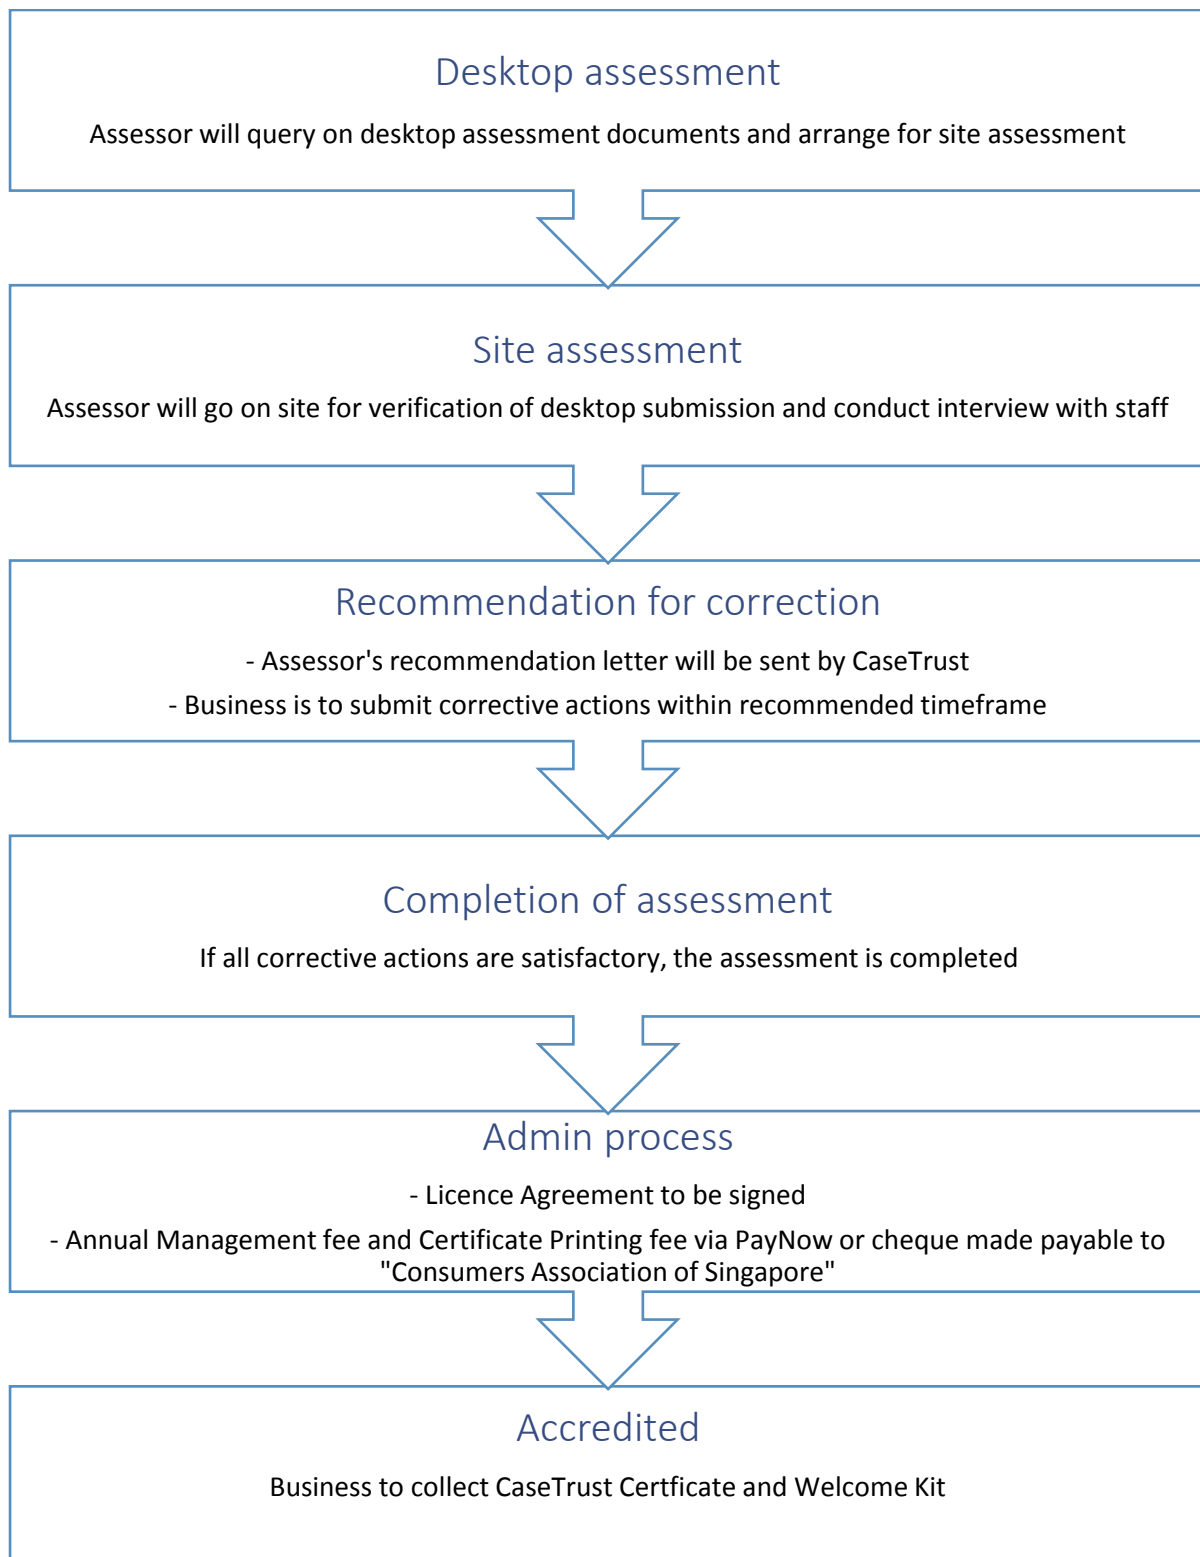 Desktop assessment
Assessor will query on desktop assessment documents and arrange for site assessment
Site assessment
Assessor will go on site for verification of desktop submission and conduct interview with staff
Recommendation for correction
- Assessor's recommendation letter will be sent by CaseTrust
- Business is to submit corrective actions within recommended timeframe
Completion of assessment
If all corrective actions are satisfactory, the assessment is completed
Admin process
- Licence Agreement to be signed
- Annual Management fee and Certificate Printing fee via PayNow or cheque made payable to
"Consumers Association of Singapore"
Accredited
Business to collect CaseTrust Certficate and Welcome Kit